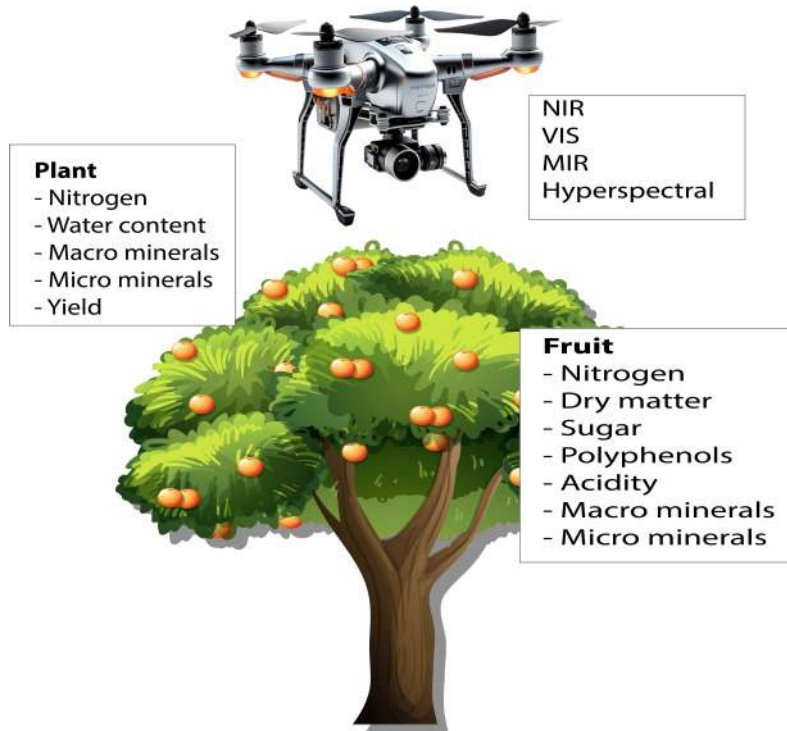 NIR
VIS
MIR
Hyperspectral
Plant
- Nitrogen
- Water content
- Macro minerals
- Micro minerals
- Yield
Fruit
- Nitrogen
- Dry matter
- Sugar
- Polyphenols
- Acidity
- Macro minerals
- Micro minerals